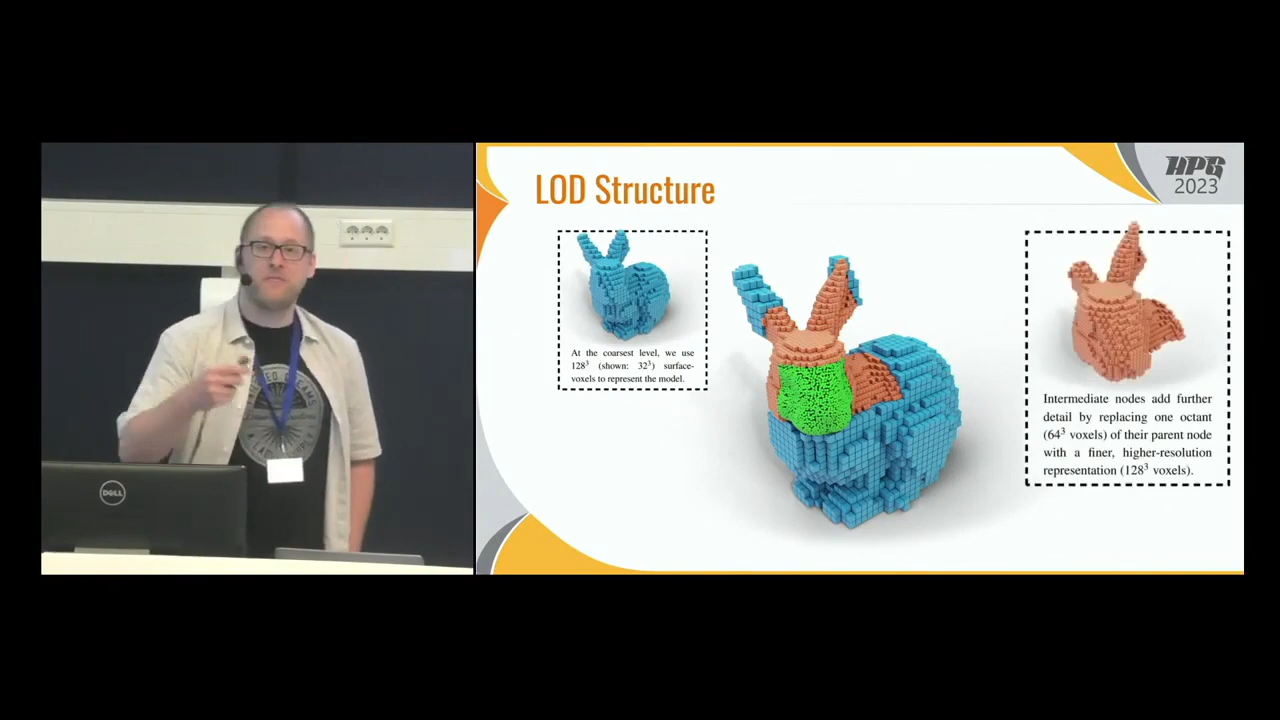 LOD Structure
HPG
2023
At the coarsest level, we use
128³ (shown: 32³) surface-
voxels to represent the model.
Intermediate nodes add further
detail by replacing one octant
(64³ voxels) of their parent node
with a finer, higher-resolution
representation (128³ voxels).
DELL